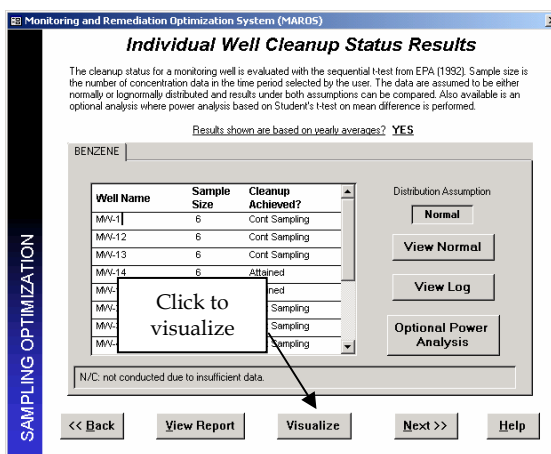 Monitoring and Remediation Optimization System (MAROS)
Individual Well Cleanup Status Results
The cleanup status for a monitoring well is evaluated with the sequential t-test from EPA (1992). Sample size is
the number of concentration data in the time period selected by the user. The data are assumed to be either
normally or lognormally distributed and results under both assumptions can be compared. Also available is an
optional analysis where power analysis based on Student's t-test on mean difference is performed.
Results shown are based on yearly averages? YES
BENZENE
Well Name Sample Size Cleanup Achieved?
MW-1 6 Cont Sampling
MW-12 6 Cont Sampling
MW-13 6 Cont Sampling
MW-14 6 Attained
Sampling
Sampling
Sampling
Distribution Assumption
Normal
View Normal
View Log
Optional Power
Analysis
Click to
visualize
N/C: not conducted due to insufficient data.
<< Back View Report Visualize Next >> Help
SAMPLING OPTIMIZATION